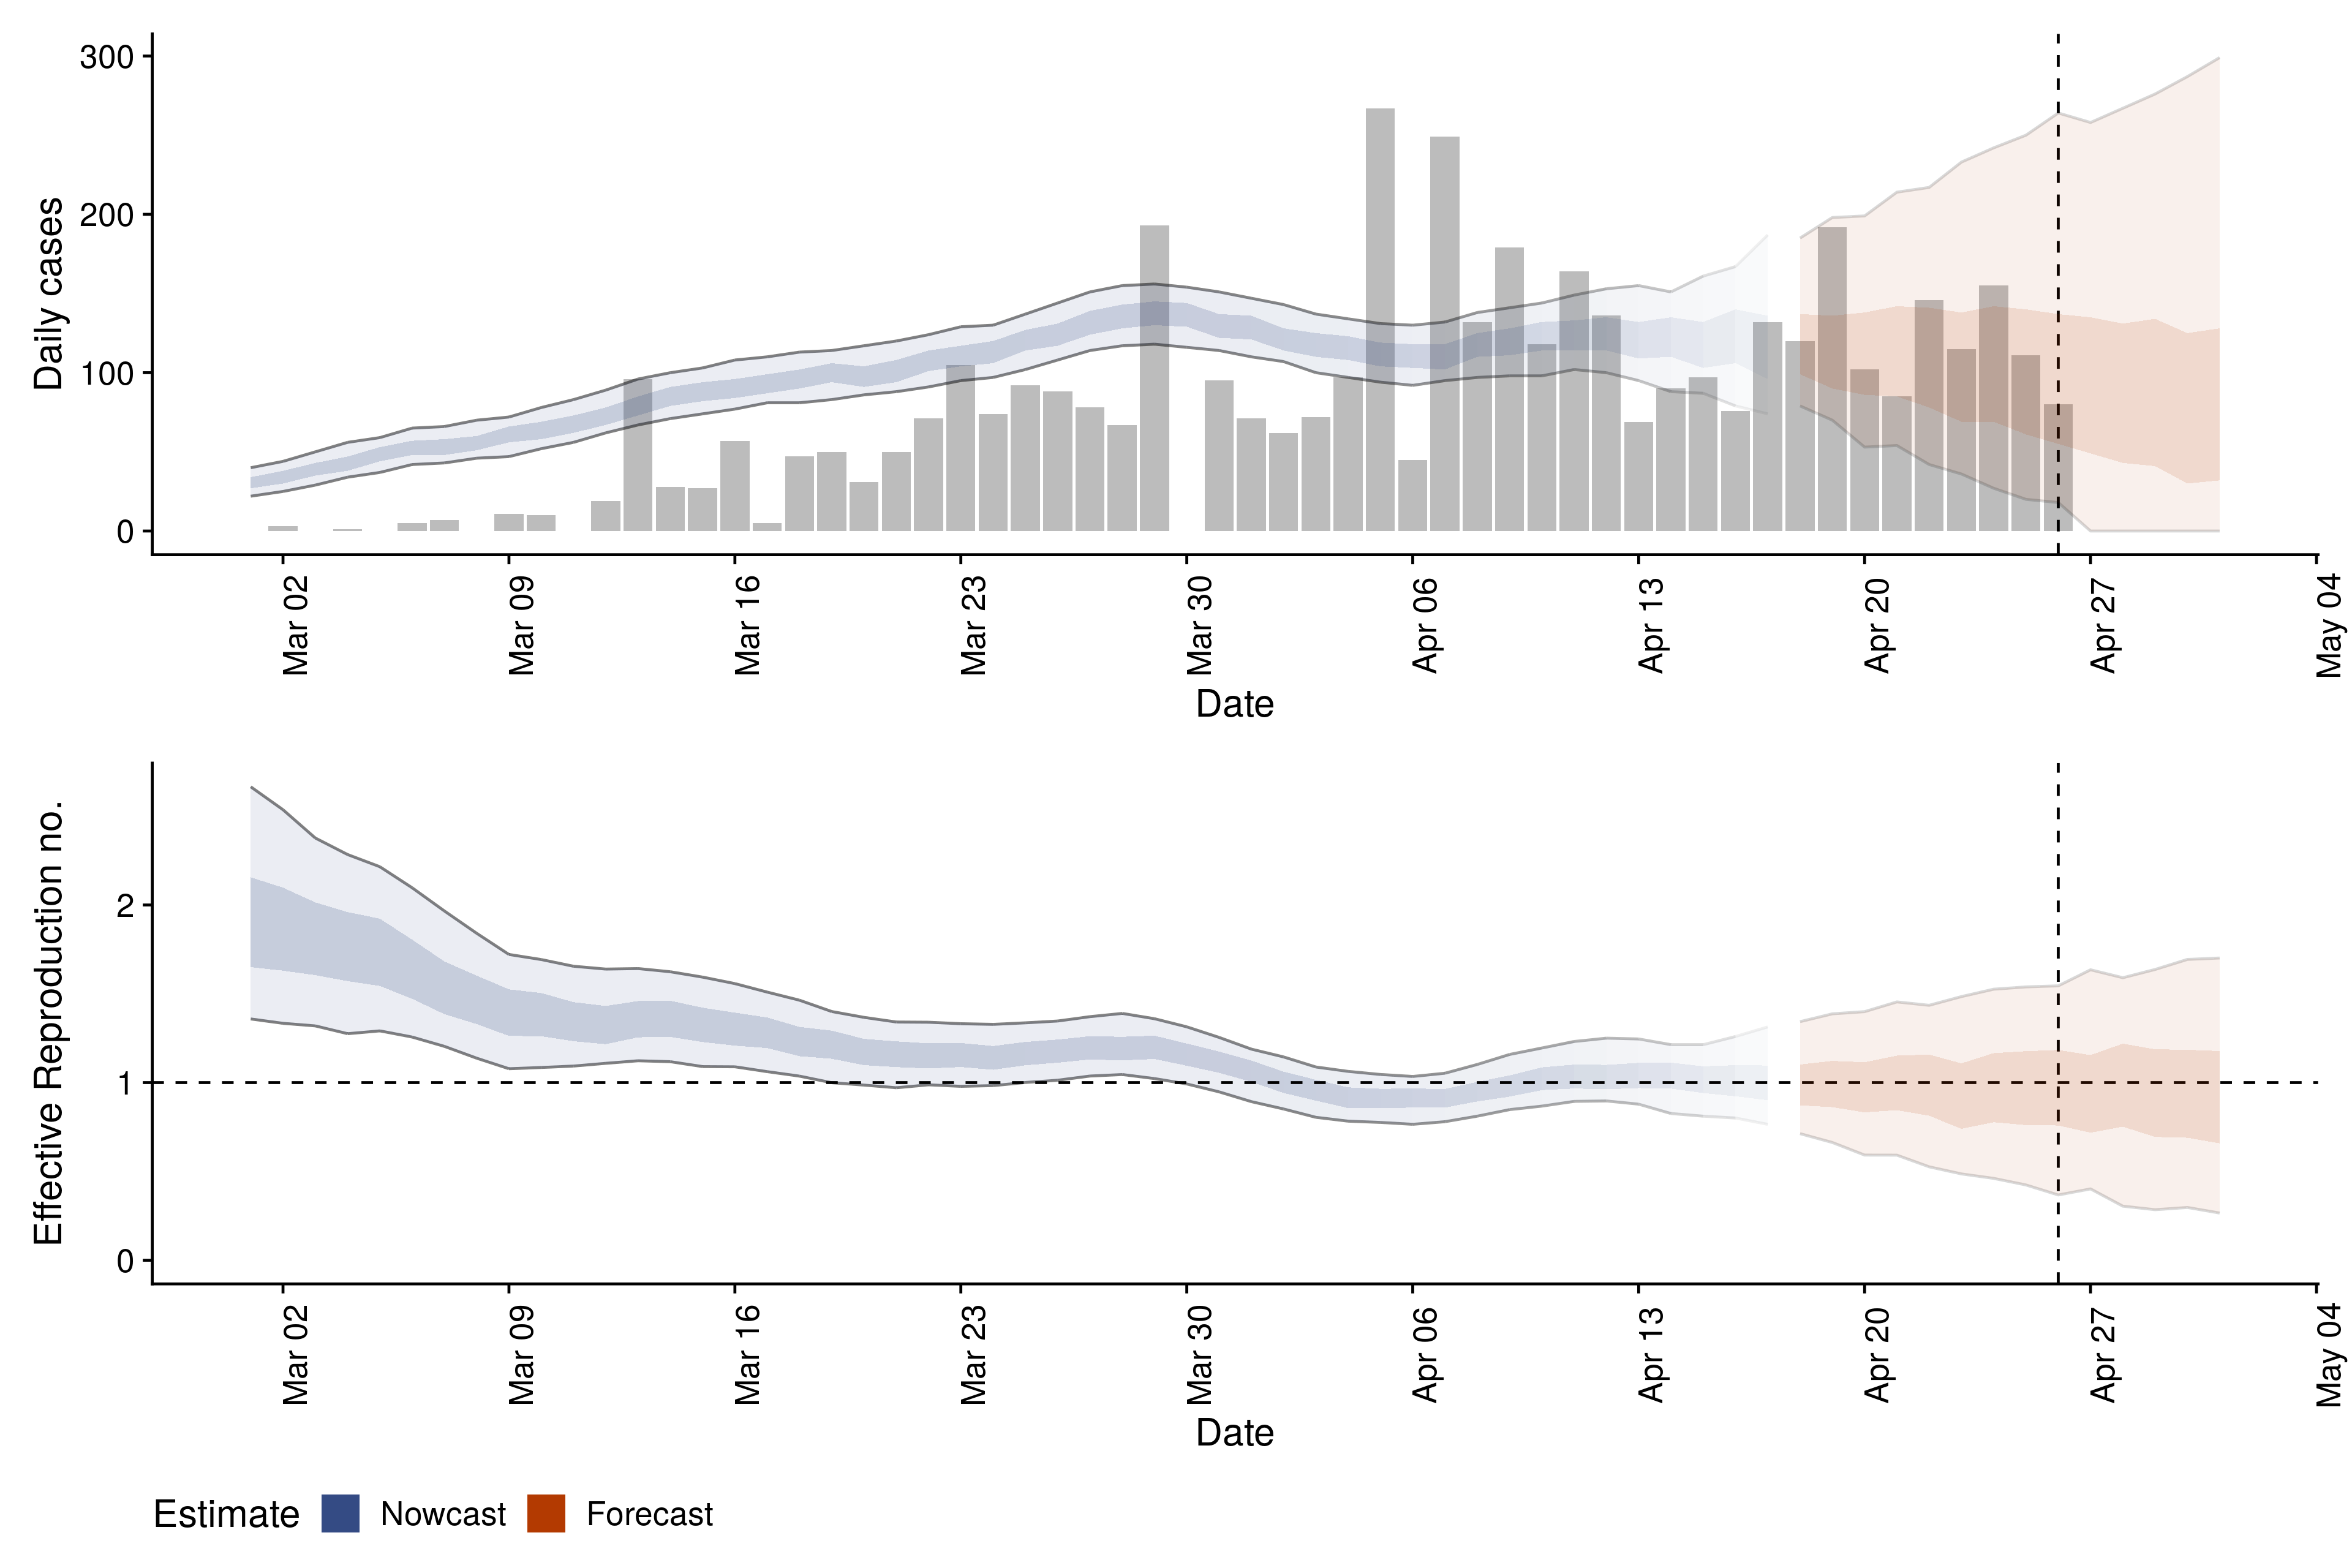 Daily cases
300
200
100
0
Mar 02
Mar 09
Mar 16
Mar 23
Mar 30
Apr 06
Apr 13
Apr 20
Apr 27
May 04
Date
Effective Reproduction no.
2
1
0
Mar 02
Mar 09
Mar 16
Mar 23
Mar 30
Apr 06
Apr 13
Apr 20
Apr 27
May 04
Date
Estimate Nowcast Forecast